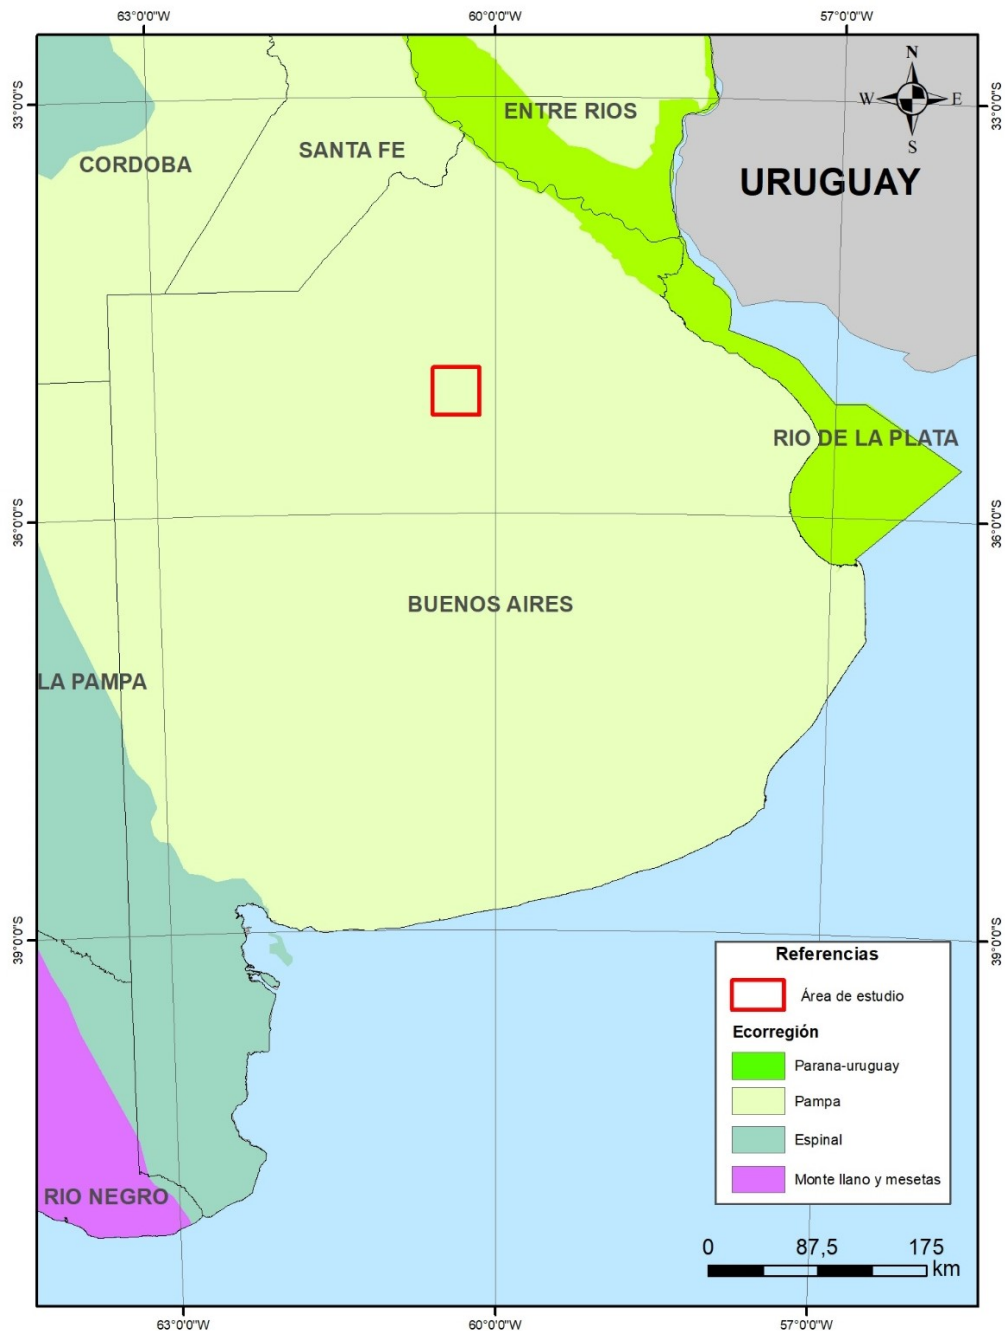 63°0'0"W
60°0'0"W
57°0'0"W
N
W
E
S
33°0'0"S
33°0'0"S
ENTRE RIOS
SANTA FE
CORDOBA
URUGUAY
RIO DE LA PLATA
36°0'0"S
36°0'0"S
BUENOS AIRES
LA PAMPA
39°0'0"S
39°0'0"S
Referencias
Área de estudio
Ecorregión
Parana-uruguay
Pampa
Espinal
Monte llano y mesetas
RIO NEGRO
0 87,5 175
km
63°0'0"W
60°0'0"W
57°0'0"W